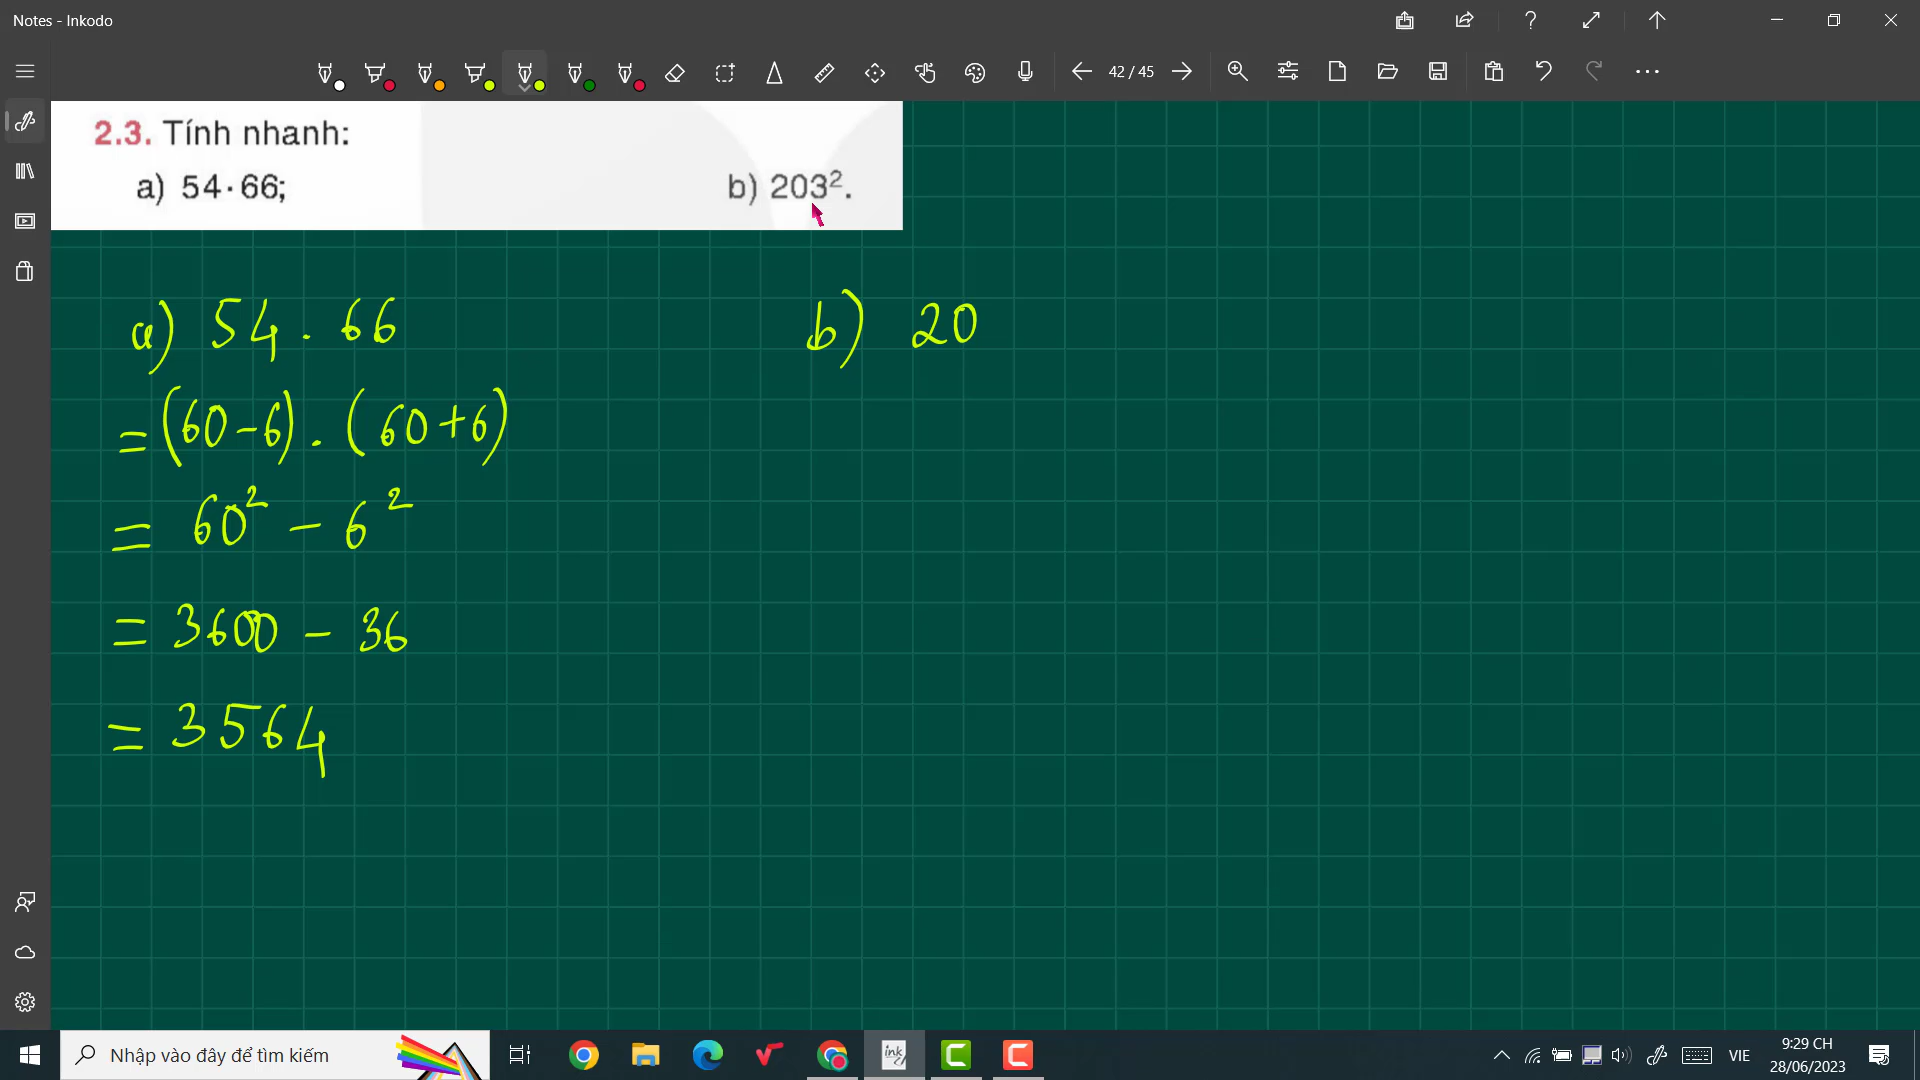 Notes - Inkodo
42 / 45
2.3. Tính nhanh:
a) 54·66;
b) 203².
a) 54 . 66
= (60-6) . (60+6)
= 60² - 6²
= 3600 - 36
= 3564
b) 20
Nhập vào đây để tìm kiếm
ink
VIE
9:29 CH
28/06/2023